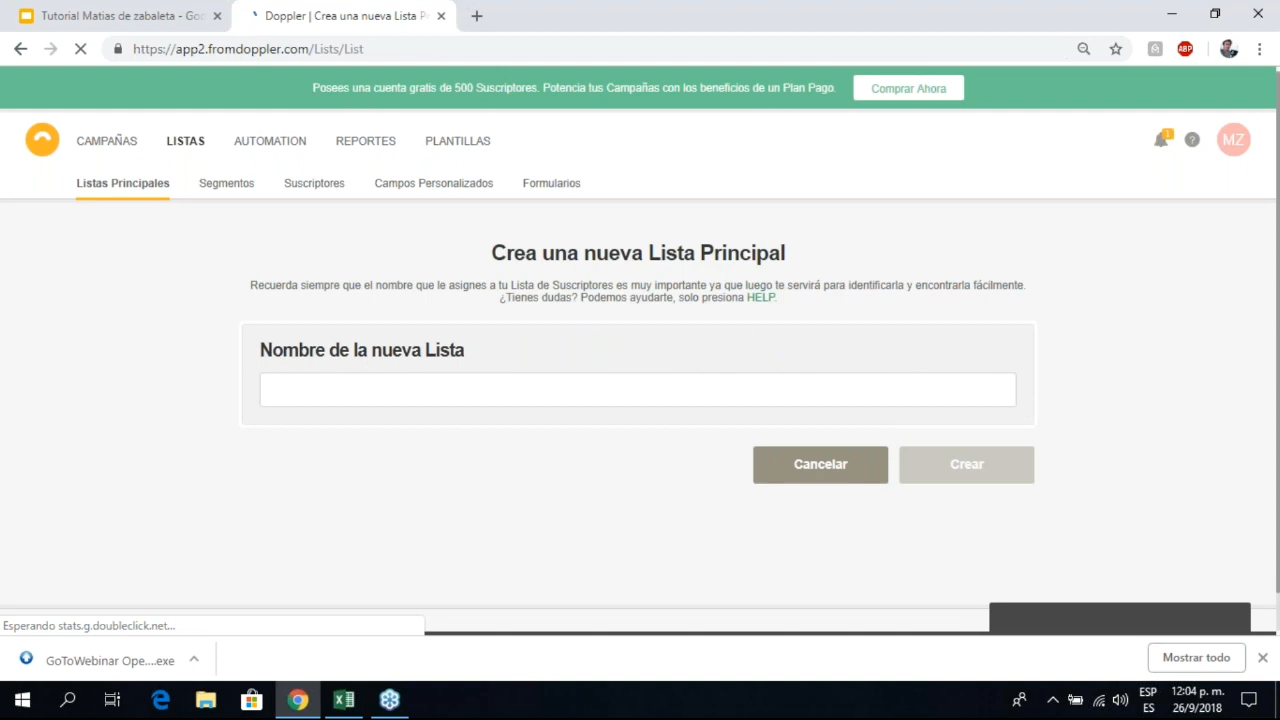 Tutorial Matias de zabaleta - Goo
Doppler | Crea una nueva Lista Pr
https://app2.fromdoppler.com/Lists/List
ABP
Posees una cuenta gratis de 500 Suscriptores. Potencia tus Campañas con los beneficios de un Plan Pago.
Comprar Ahora
CAMPAÑAS LISTAS AUTOMATION REPORTES PLANTILLAS
1
?
MZ
Listas Principales Segmentos Suscriptores Campos Personalizados Formularios
Crea una nueva Lista Principal
Recuerda siempre que el nombre que le asignes a tu Lista de Suscriptores es muy importante ya que luego te servirá para identificarla y encontrarla fácilmente.
¿Tienes dudas? Podemos ayudarte, solo presiona HELP.
Nombre de la nueva Lista
Cancelar Crear
Esperando stats.g.doubleclick.net...
GoToWebinar Ope....exe
Mostrar todo
ESP
ES
12:04 p. m.
26/9/2018